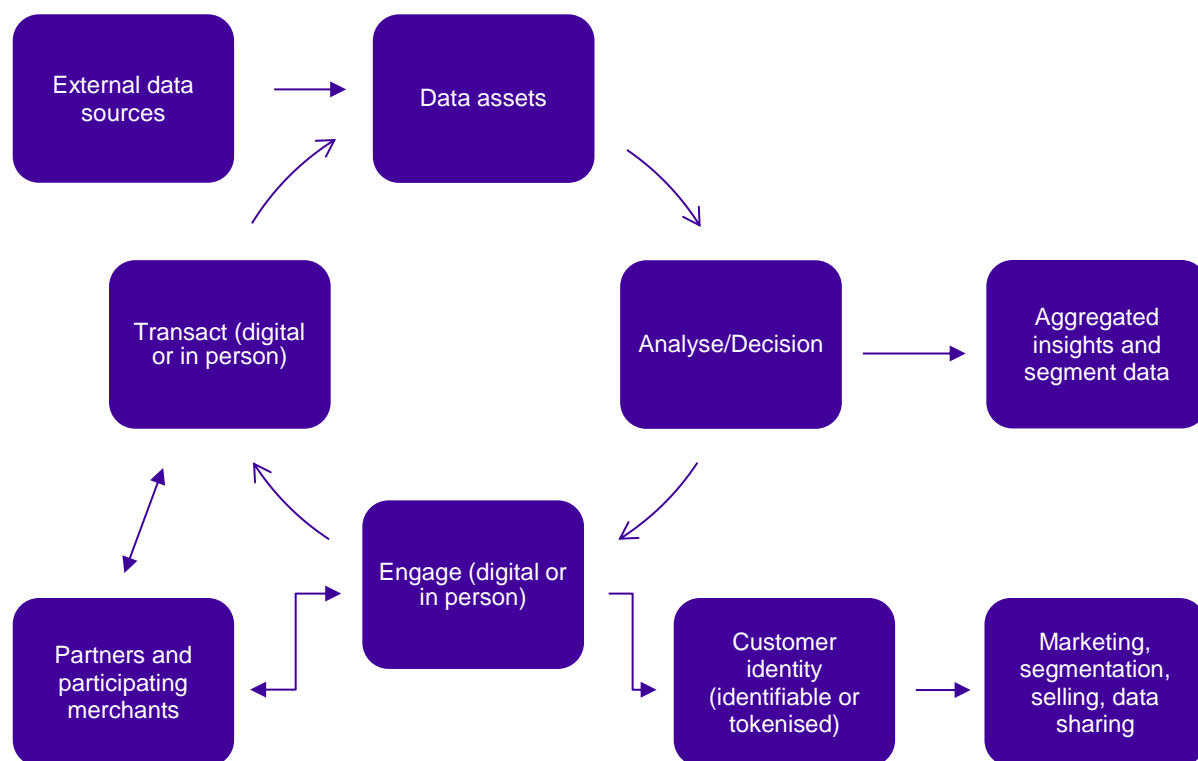 External data
sources
Data assets
Transact (digital
or in person)
Analyse/Decision
Aggregated
insights and
segment data
Engage (digital or
in person)
Partners and
participating
merchants
Customer
identity
(identifiable or
tokenised)
Marketing,
segmentation,
selling, data
sharing